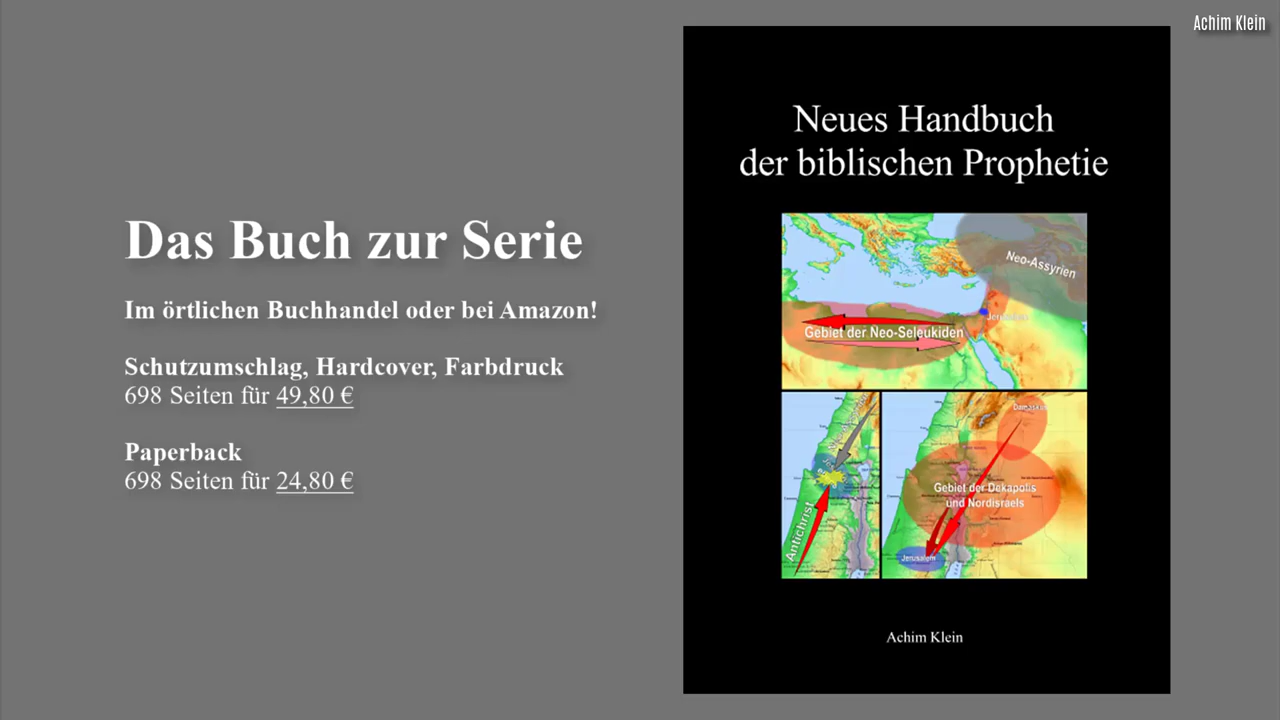 Achim Klein
Das Buch zur Serie
Im örtlichen Buchhandel oder bei Amazon!
Schutzumschlag, Hardcover, Farbdruck
698 Seiten für 49,80 €
Paperback
698 Seiten für 24,80 €
Neues Handbuch
der biblischen Prophetie
Neo-Assyrien
Gebiet der Neo-Seleukiden
Damaskus
Gebiet der Dekapolis
und Nordisraels
Antichrist
Jerusalem
Achim Klein